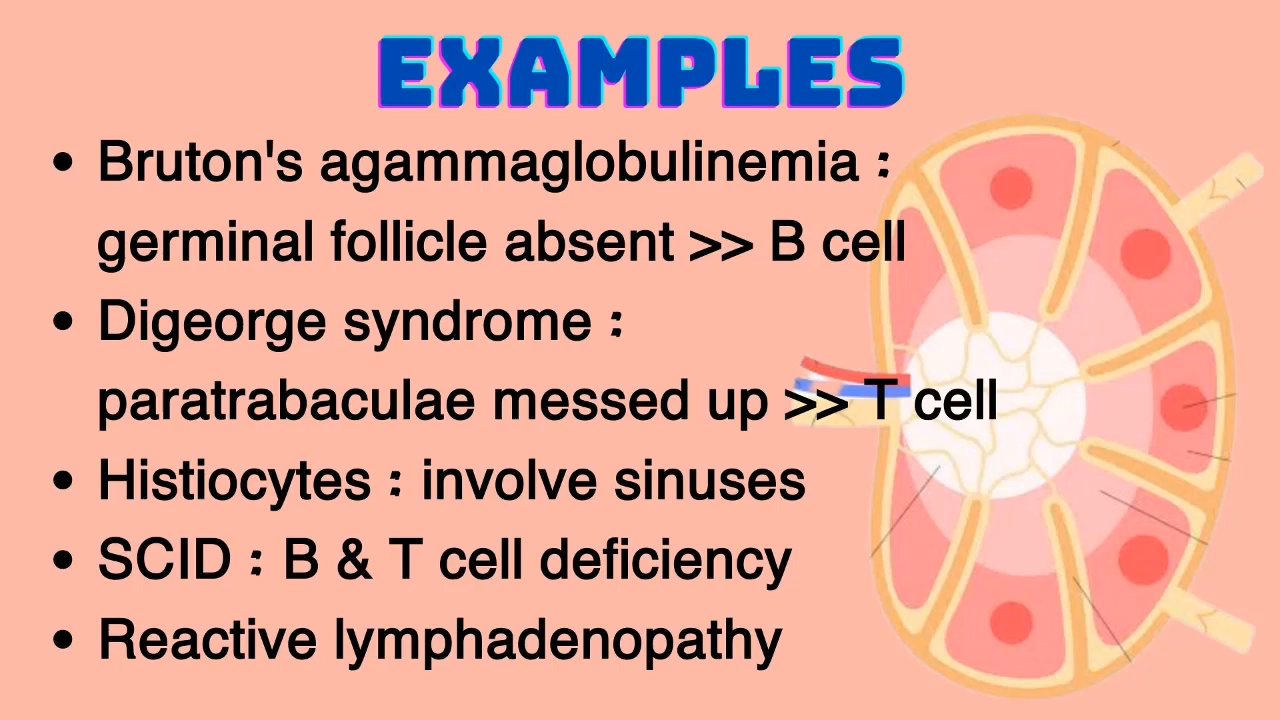 EXAMPLES
• Bruton's agammaglobulinemia :
germinal follicle absent >> B cell
• Digeorge syndrome :
paratrabaculae messed up >> T cell
• Histiocytes : involve sinuses
• SCID : B & T cell deficiency
• Reactive lymphadenopathy